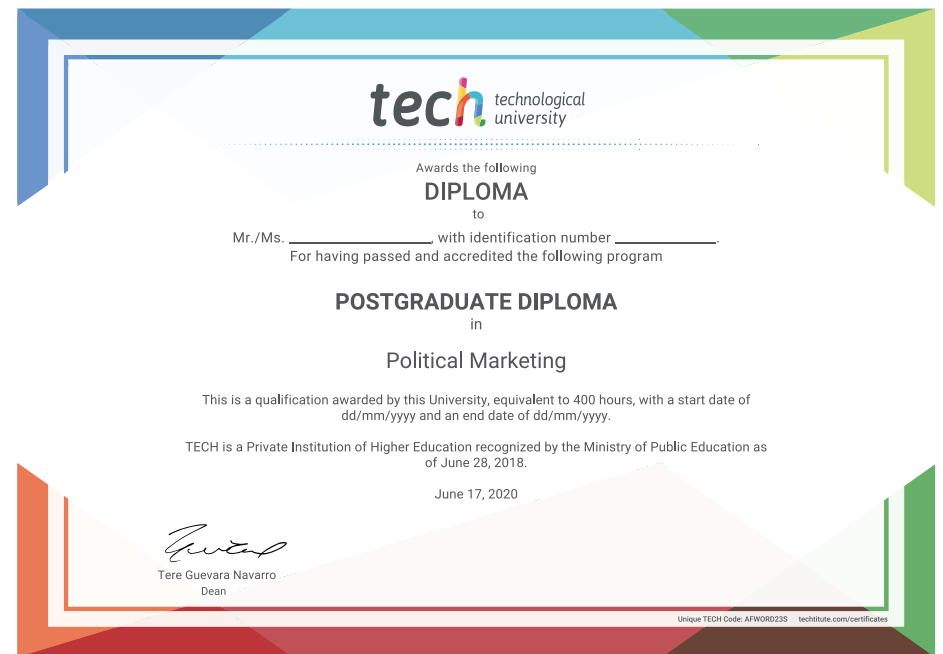 tech technological
university
Awards the following
DIPLOMA
to
Mr./Ms. ________________, with identification number ____________.
For having passed and accredited the following program
POSTGRADUATE DIPLOMA
in
Political Marketing
This is a qualification awarded by this University, equivalent to 400 hours, with a start date of
dd/mm/yyyy and an end date of dd/mm/yyyy.
TECH is a Private Institution of Higher Education recognized by the Ministry of Public Education as
of June 28, 2018.
June 17, 2020
Tere Guevara Navarro
Dean
Unique TECH Code: AFWORD23S techtitute.com/certificates